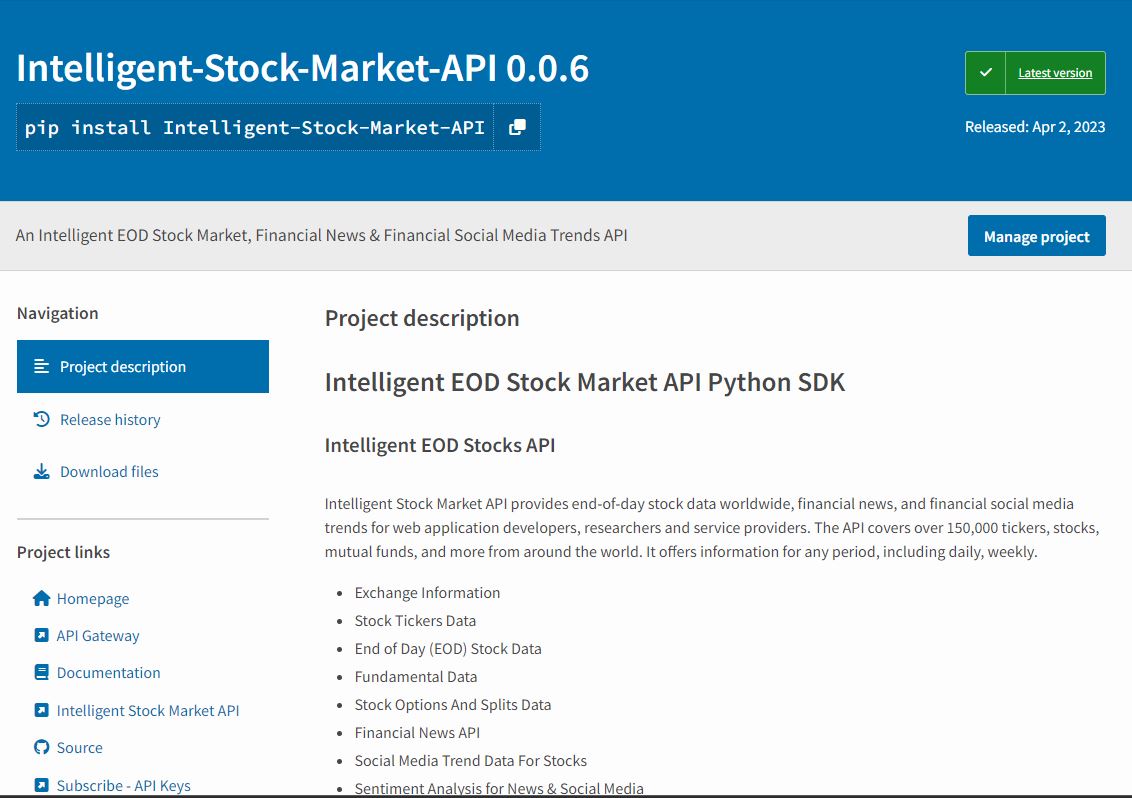 Intelligent-Stock-Market-API 0.0.6
Latest version
pip install Intelligent-Stock-Market-API
Released: Apr 2, 2023
An Intelligent EOD Stock Market, Financial News & Financial Social Media Trends API
Manage project
Navigation
Project description
Release history
Download files
Project links
Homepage
API Gateway
Documentation
Intelligent Stock Market API
Source
Subscribe - API Keys
Project description
Intelligent EOD Stock Market API Python SDK
Intelligent EOD Stocks API
Intelligent Stock Market API provides end-of-day stock data worldwide, financial news, and financial social media
trends for web application developers, researchers and service providers. The API covers over 150,000 tickers, stocks,
mutual funds, and more from around the world. It offers information for any period, including daily, weekly.
• Exchange Information
• Stock Tickers Data
• End of Day (EOD) Stock Data
• Fundamental Data
• Stock Options And Splits Data
• Financial News API
• Social Media Trend Data For Stocks
• Sentiment Analysis for News & Social Media